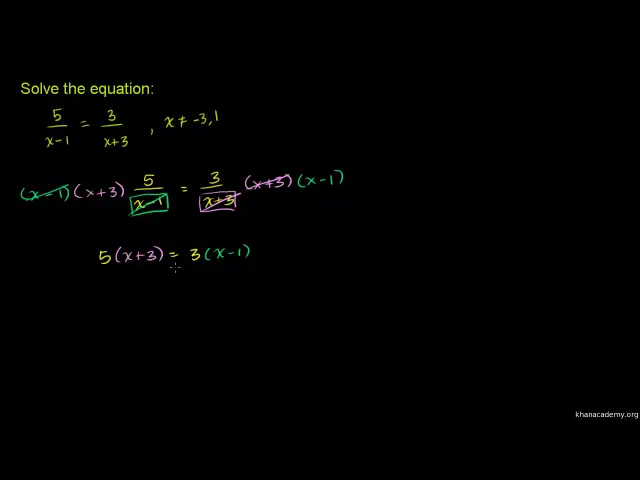 Solve the equation:
5/(x-1) = 3/(x+3) , x ≠ -3, 1
(x-1) (x+3) 5/(x-1) = 3/(x+3) (x+3) (x-1)
5 (x+3) = 3 (x-1)
khanacademy.org